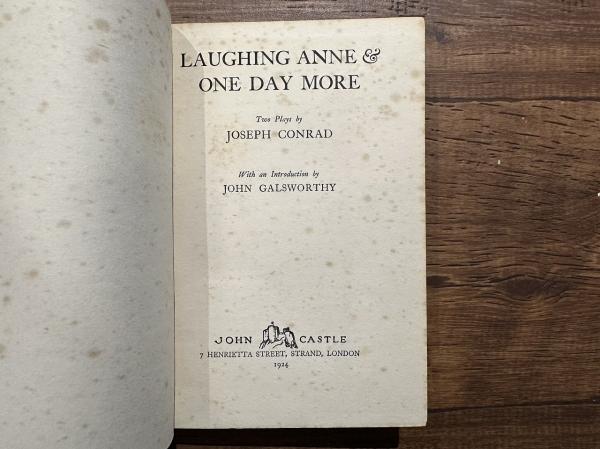 LAUGHING ANNE &
ONE DAY MORE
Two Plays by
JOSEPH CONRAD
With an Introduction by
JOHN GALSWORTHY
JOHN CASTLE
7 HENRIETTA STREET, STRAND, LONDON
1924